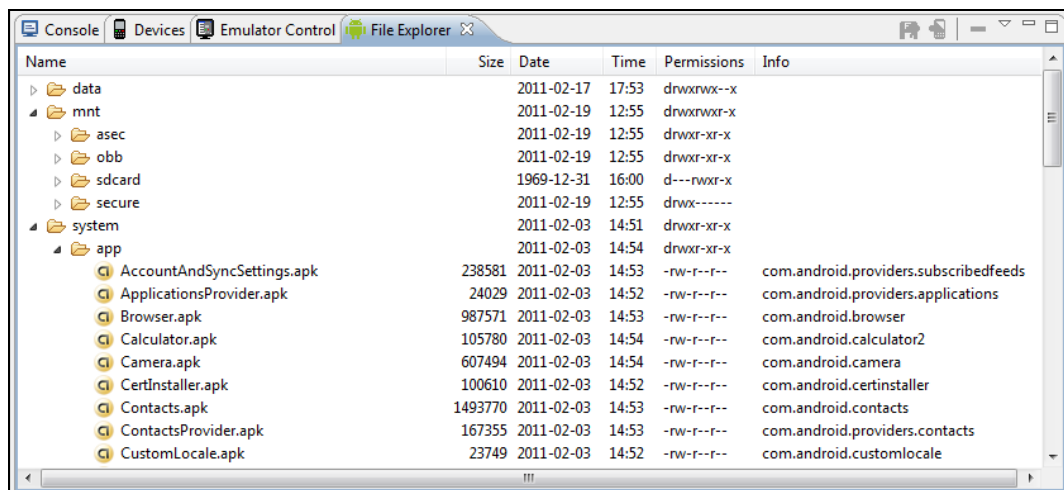 Console Devices Emulator Control File Explorer
Name Size Date Time Permissions Info
data 2011-02-17 17:53 drwxrwx--x
mnt 2011-02-19 12:55 drwxrwxr-x
asec 2011-02-19 12:55 drwxr-xr-x
obb 2011-02-19 12:55 drwxr-xr-x
sdcard 1969-12-31 16:00 d---rwxr-x
secure 2011-02-19 12:55 drwx------
system 2011-02-03 14:51 drwxr-xr-x
app 2011-02-03 14:54 drwxr-xr-x
AccountAndSyncSettings.apk 238581 2011-02-03 14:53 -rw-r--r-- com.android.providers.subscribedfeeds
ApplicationsProvider.apk 24029 2011-02-03 14:52 -rw-r--r-- com.android.providers.applications
Browser.apk 987571 2011-02-03 14:53 -rw-r--r-- com.android.browser
Calculator.apk 105780 2011-02-03 14:54 -rw-r--r-- com.android.calculator2
Camera.apk 607494 2011-02-03 14:54 -rw-r--r-- com.android.camera
CertInstaller.apk 100610 2011-02-03 14:52 -rw-r--r-- com.android.certinstaller
Contacts.apk 1493770 2011-02-03 14:53 -rw-r--r-- com.android.contacts
ContactsProvider.apk 167355 2011-02-03 14:53 -rw-r--r-- com.android.providers.contacts
CustomLocale.apk 23749 2011-02-03 14:52 -rw-r--r-- com.android.customlocale